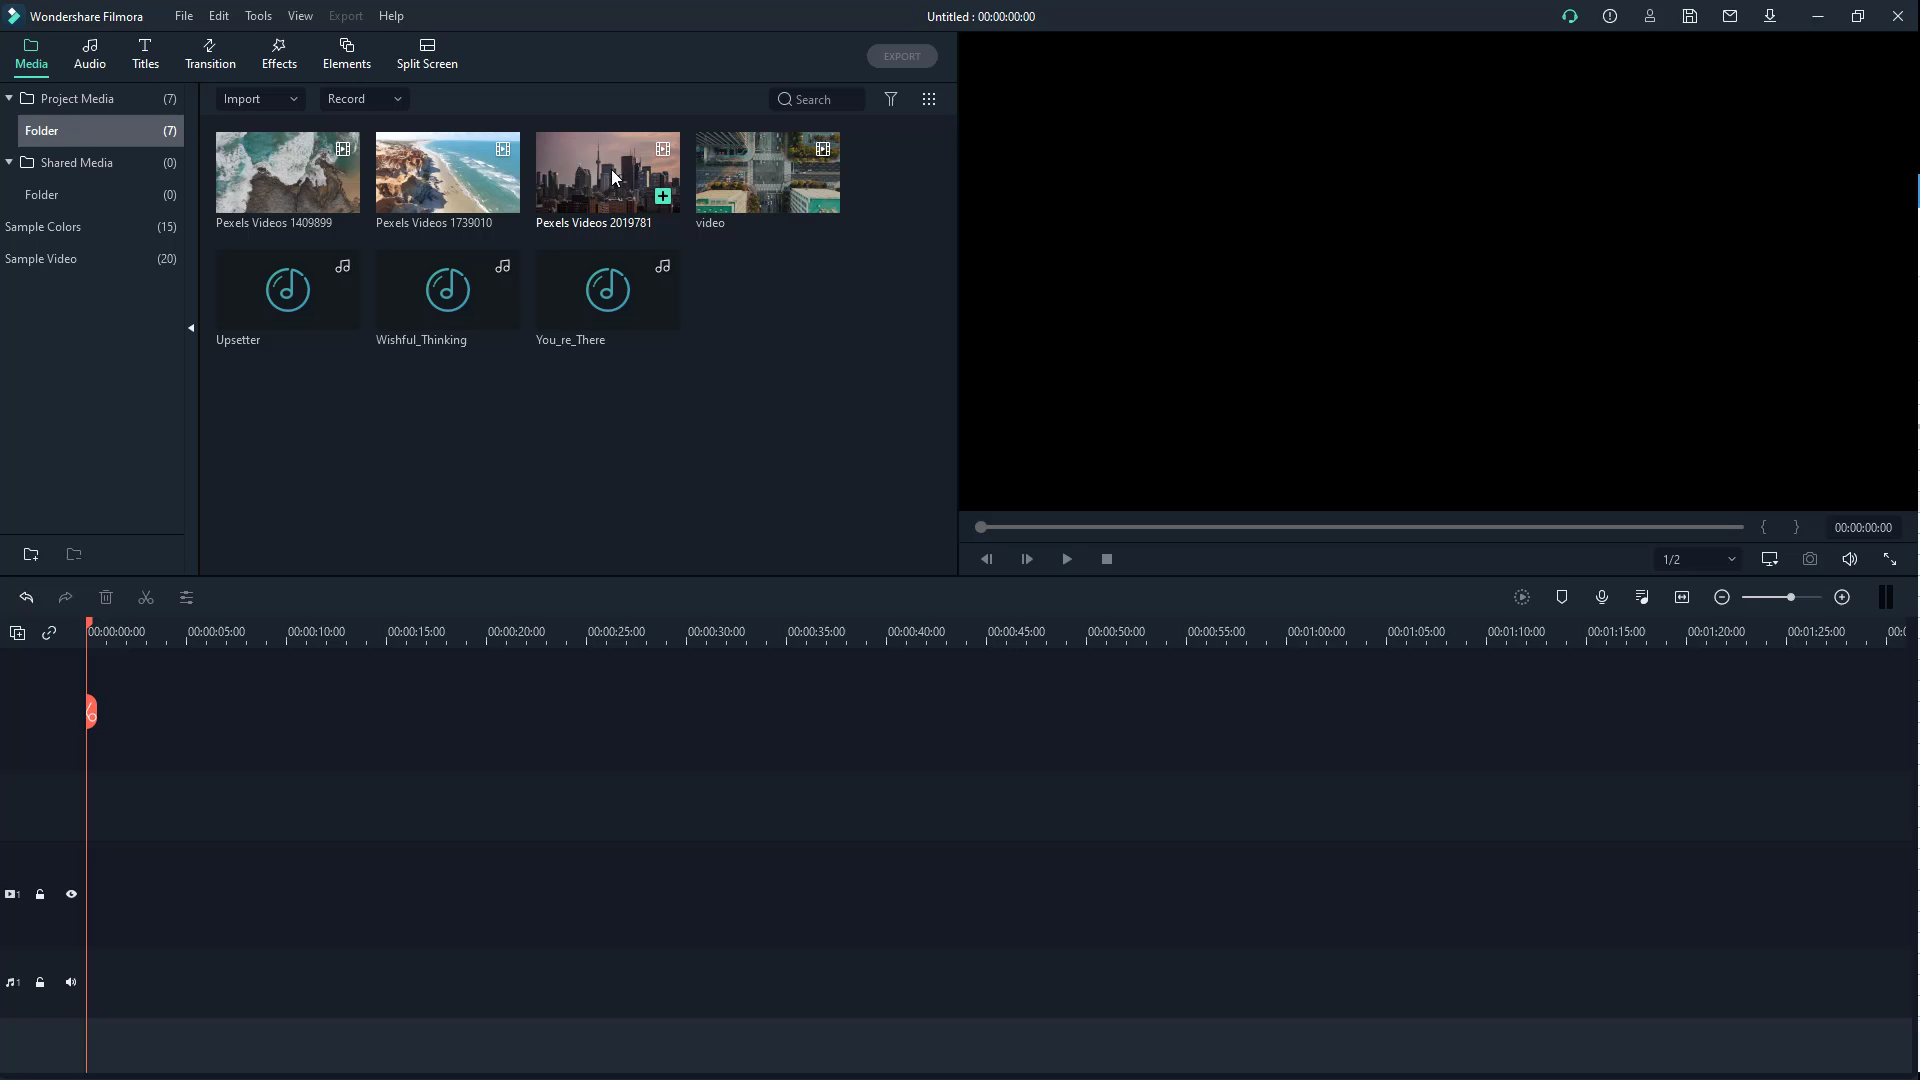 Wondershare Filmora File Edit Tools View Export Help Untitled : 00:00:00:00
Media Audio Titles Transition Effects Elements Split Screen EXPORT
Project Media (7) Import Record Search
Folder (7)
Shared Media (0)
Folder (0)
Sample Colors (15)
Sample Video (20)
Pexels Videos 1409899 Pexels Videos 1739010 Pexels Videos 2019781 video
Upsetter Wishful_Thinking You_re_There
{ } 00:00:00:00
1/2
00:00:00:00 00:00:05:00 00:00:10:00 00:00:15:00 00:00:20:00 00:00:25:00 00:00:30:00 00:00:35:00 00:00:40:00 00:00:45:00 00:00:50:00 00:00:55:00 00:01:00:00 00:01:05:00 00:01:10:00 00:01:15:00 00:01:20:00 00:01:25:00 00:0
1
1